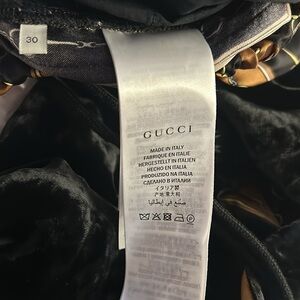 30
GUCCI
MADE IN ITALY
FABRIQUÉ EN ITALIE
HERGESTELLT IN ITALIEN
HECHO EN ITALIA
PRODUZIDO NA ITÁLIA
СДЕЛАНО В ИТАЛИИ
イタリア製
产地:意大利
صنع في إيطاليا